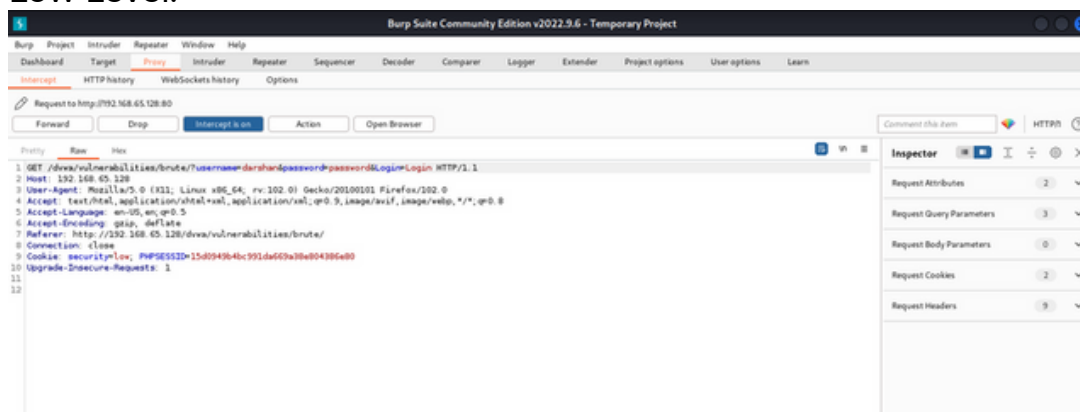 Low Level:
Burp Suite Community Edition v2022.9.6 - Temporary Project
Burp Project Intruder Repeater Window Help
Dashboard Target Proxy Intruder Repeater Sequencer Decoder Comparer Logger Extender Project options User options Learn
Intercept HTTP history WebSockets history Options
Request to http://192.168.65.128:80
Forward Drop Intercept is on Action Open Browser Comment this item HTTP/1
Pretty Raw Hex \n Inspector
1 GET /dvwa/vulnerabilities/brute/?username=darshan&password=password&Login=Login HTTP/1.1
2 Host: 192.168.65.128
3 User-Agent: Mozilla/5.0 (X11; Linux x86_64; rv:102.0) Gecko/20100101 Firefox/102.0
4 Accept: text/html,application/xhtml+xml,application/xml;q=0.9,image/avif,image/webp,*/*;q=0.8
5 Accept-Language: en-US,en;q=0.5
6 Accept-Encoding: gzip, deflate
7 Referer: http://192.168.65.128/dvwa/vulnerabilities/brute/
8 Connection: close
9 Cookie: security=low; PHPSESSID=15d0949b4bc991da669a38e804386e80
10 Upgrade-Insecure-Requests: 1
11
12
Request Attributes 2
Request Query Parameters 3
Request Body Parameters 0
Request Cookies 2
Request Headers 9